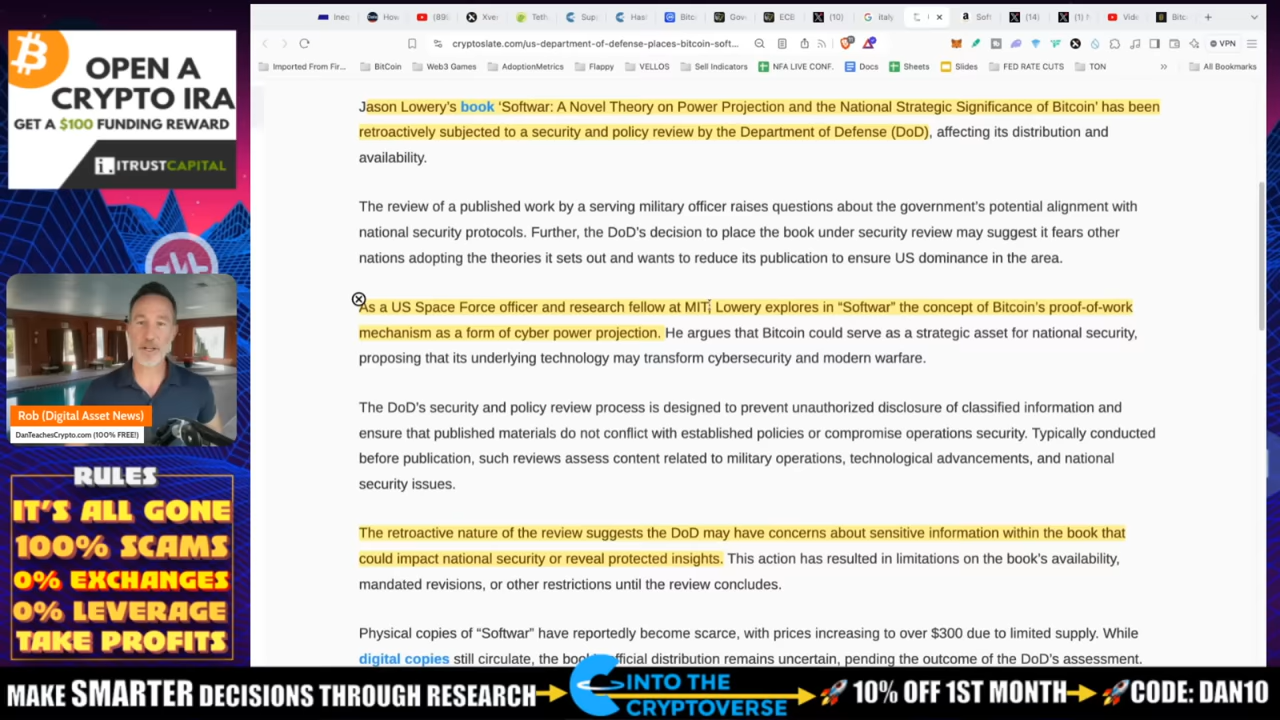 OPEN A
CRYPTO IRA
GET A $100 FUNDING REWARD
i. iTRUSTCAPITAL
Rob (Digital Asset News)
DanTeachesCrypto.com (100% FREE!)
RULES
IT'S ALL GONE
100% SCAMS
0% EXCHANGES
0% LEVERAGE
TAKE PROFITS
Ined
How
(899
Xver
Teth
Sup
Hasl
Bitc
Gov
ECE
(10)
italy
Soft
(14)
(1) N
Vide
Bitc
cryptoslate.com/us-department-of-defense-places-bitcoin-soft...
VPN
Imported From Fir...
BitCoin
Web3 Games
AdoptionMetrics
Flappy
VELLOS
Sell Indicators
NFA LIVE CONF.
Docs
Sheets
Slides
FED RATE CUTS
TON
»
All Bookmarks
Jason Lowery's book 'Softwar: A Novel Theory on Power Projection and the National Strategic Significance of Bitcoin' has been
retroactively subjected to a security and policy review by the Department of Defense (DoD), affecting its distribution and
availability.
The review of a published work by a serving military officer raises questions about the government's potential alignment with
national security protocols. Further, the DoD's decision to place the book under security review may suggest it fears other
nations adopting the theories it sets out and wants to reduce its publication to ensure US dominance in the area.
As a US Space Force officer and research fellow at MIT, Lowery explores in "Softwar" the concept of Bitcoin's proof-of-work
mechanism as a form of cyber power projection. He argues that Bitcoin could serve as a strategic asset for national security,
proposing that its underlying technology may transform cybersecurity and modern warfare.
The DoD's security and policy review process is designed to prevent unauthorized disclosure of classified information and
ensure that published materials do not conflict with established policies or compromise operations security. Typically conducted
before publication, such reviews assess content related to military operations, technological advancements, and national
security issues.
The retroactive nature of the review suggests the DoD may have concerns about sensitive information within the book that
could impact national security or reveal protected insights. This action has resulted in limitations on the book's availability,
mandated revisions, or other restrictions until the review concludes.
Physical copies of "Softwar" have reportedly become scarce, with prices increasing to over $300 due to limited supply. While
digital copies still circulate, the official distribution remains uncertain, pending the outcome of the DoD's assessment.
MAKE SMARTER DECISIONS THROUGH RESEARCH
INTO THE
CRYPTOVERSE
10% OFF 1ST MONTH
CODE: DAN10